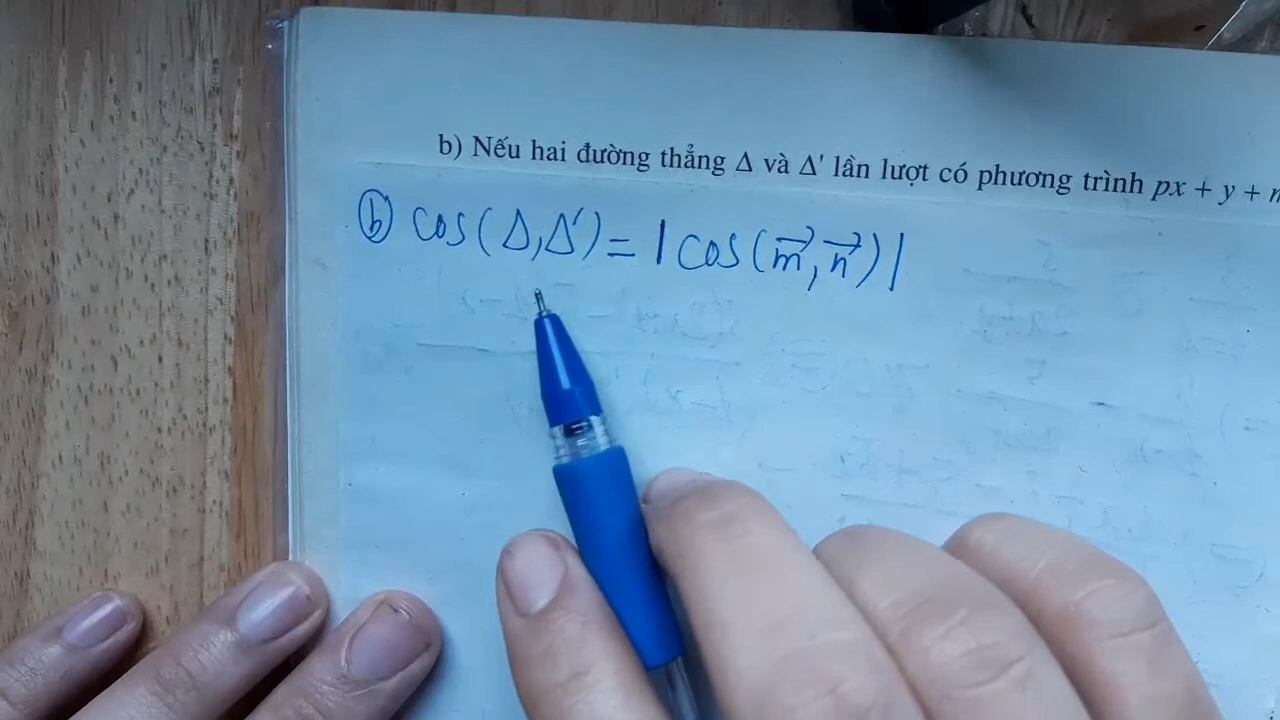 b) Nếu hai đường thẳng Δ và Δ' lần lượt có phương trình px + y +
ⓑ cos(Δ,Δ') = |cos(m⃗,n⃗)|